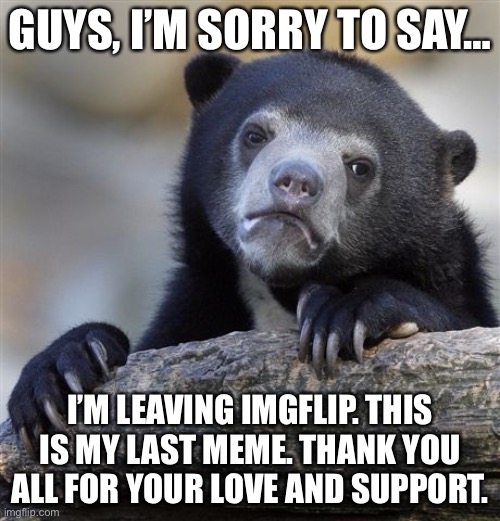 GUYS, I'M SORRY TO SAY...
I'M LEAVING IMGFLIP. THIS
IS MY LAST MEME. THANK YOU
ALL FOR YOUR LOVE AND SUPPORT.
imgflip.com